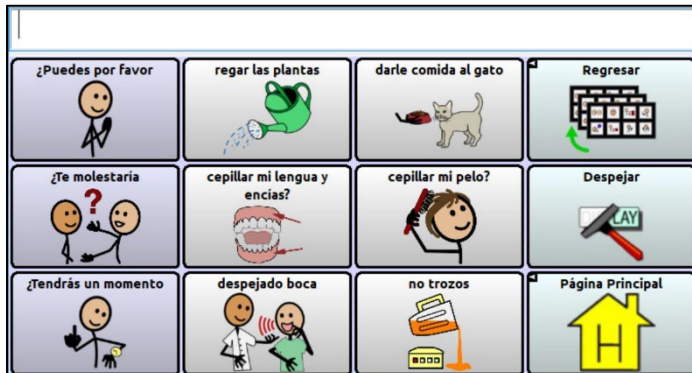 ¿Puedes por favor
regar las plantas
darle comida al gato
Regresar
¿Te molestaría
cepillar mi lengua y
encías?
cepillar mi pelo?
Despejar
¿Tendrás un momento
despejado boca
no trozos
Página Principal
H